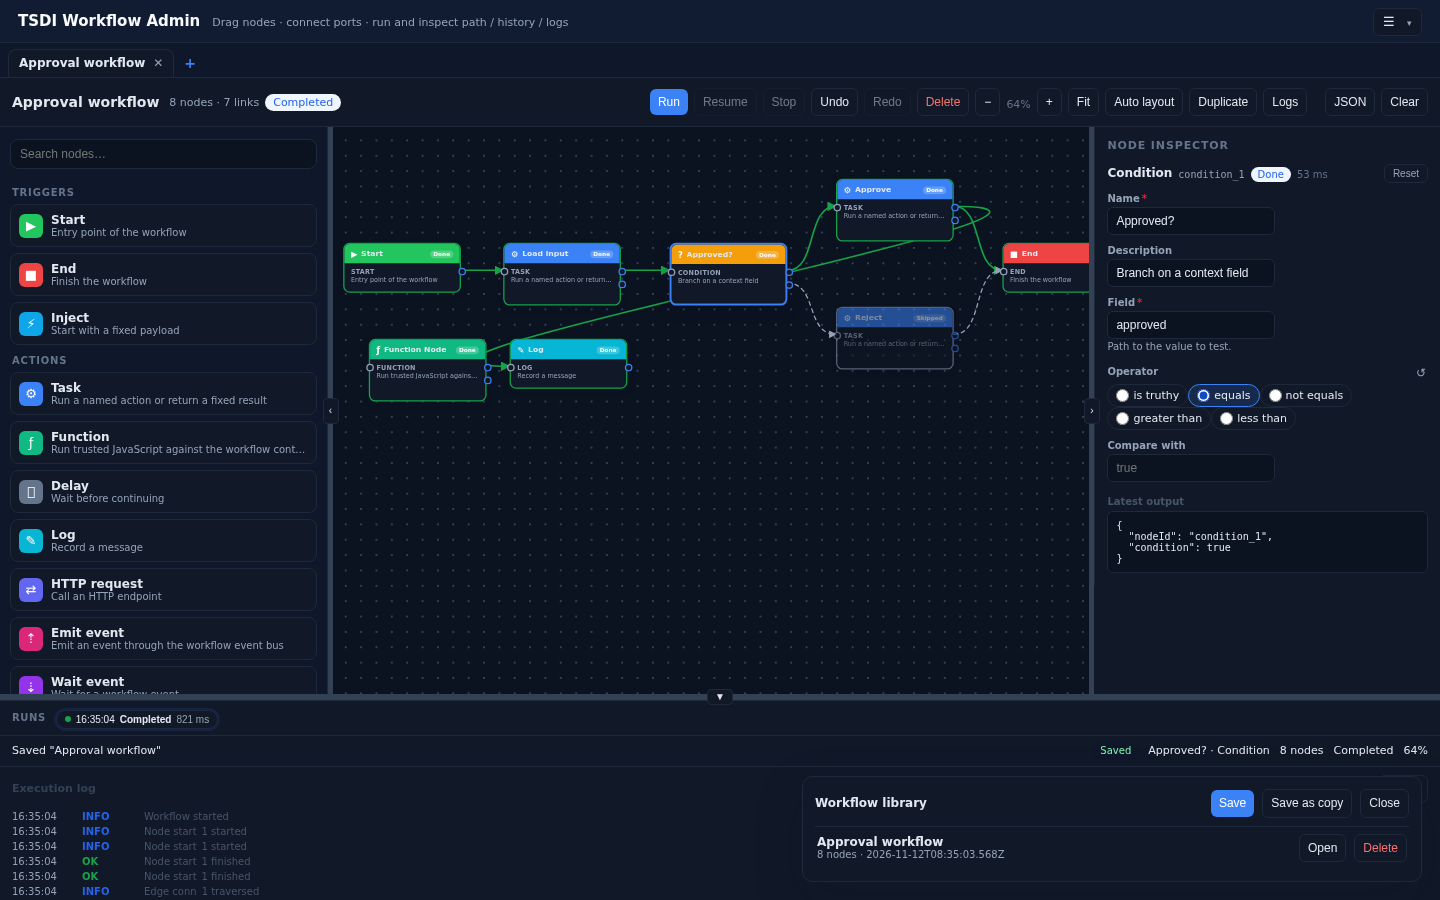 TSDI Workflow Admin
Drag nodes · connect ports · run and inspect path / history / logs
☰ ▾
Approval workflow ✕ +
Approval workflow 8 nodes · 7 links Completed
Run Resume Stop Undo Redo Delete − 64% + Fit Auto layout Duplicate Logs JSON Clear
Search nodes…
TRIGGERS
Start
Entry point of the workflow
End
Finish the workflow
Inject
Start with a fixed payload
ACTIONS
Task
Run a named action or return a fixed result
Function
Run trusted JavaScript against the workflow cont…
Delay
Wait before continuing
Log
Record a message
HTTP request
Call an HTTP endpoint
Emit event
Emit an event through the workflow event bus
Wait event
Wait for a workflow event
Start Done
START
Entry point of the workflow
Load input Done
TASK
Run a named action or return…
? Approved? Done
CONDITION
Branch on a context field
Approve Done
TASK
Run a named action or return…
Reject Skipped
TASK
Run a named action or return…
End
END
Finish the workflow
ƒ Function Node Done
FUNCTION
Run trusted JavaScript agains…
Log Done
LOG
Record a message
NODE INSPECTOR
Condition condition_1 Done 53 ms Reset
Name *
Approved?
Description
Branch on a context field
Field *
approved
Path to the value to test.
Operator ↺
is truthy equals not equals
greater than less than
Compare with
true
Latest output
{
"nodeId": "condition_1",
"condition": true
}
RUNS 16:35:04 Completed 821 ms
Saved "Approval workflow"
Saved Approved? · Condition 8 nodes Completed 64%
Execution log
16:35:04 INFO Workflow started
16:35:04 INFO Node start_1 started
16:35:04 INFO Node start_1 started
16:35:04 OK Node start_1 finished
16:35:04 OK Node start_1 finished
16:35:04 INFO Edge conn_1 traversed
Workflow library Save Save as copy Close
Approval workflow
8 nodes · 2026-11-12T08:35:03.568Z
Open Delete